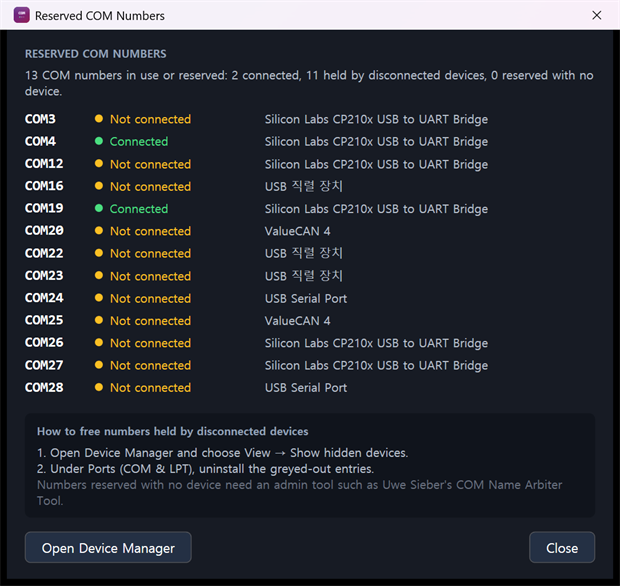 Reserved COM Numbers
RESERVED COM NUMBERS
13 COM numbers in use or reserved: 2 connected, 11 held by disconnected devices, 0 reserved with no
device.
COM3 Not connected Silicon Labs CP210x USB to UART Bridge
COM4 Connected Silicon Labs CP210x USB to UART Bridge
COM12 Not connected Silicon Labs CP210x USB to UART Bridge
COM16 Not connected USB 직렬 장치
COM19 Connected Silicon Labs CP210x USB to UART Bridge
COM20 Not connected ValueCAN 4
COM22 Not connected USB 직렬 장치
COM23 Not connected USB 직렬 장치
COM24 Not connected USB Serial Port
COM25 Not connected ValueCAN 4
COM26 Not connected Silicon Labs CP210x USB to UART Bridge
COM27 Not connected Silicon Labs CP210x USB to UART Bridge
COM28 Not connected USB Serial Port
How to free numbers held by disconnected devices
1. Open Device Manager and choose View → Show hidden devices.
2. Under Ports (COM & LPT), uninstall the greyed-out entries.
Numbers reserved with no device need an admin tool such as Uwe Sieber's COM Name Arbiter
Tool.
Open Device Manager Close